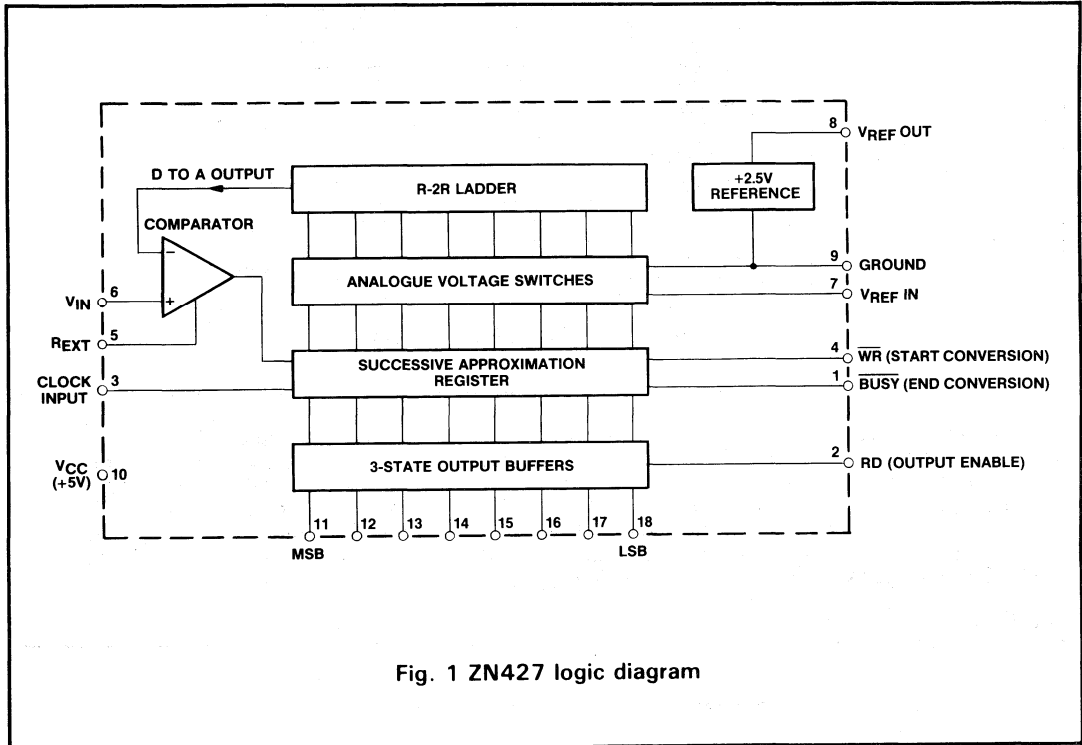 8
VREF OUT
D TO A OUTPUT
R-2R LADDER
+2.5V
REFERENCE
COMPARATOR
−
+
9
GROUND
ANALOGUE VOLTAGE SWITCHES
7
VREF IN
VIN
6
REXT
5
4
WR (START CONVERSION)
SUCCESSIVE APPROXIMATION
REGISTER
CLOCK
INPUT
3
1
BUSY (END CONVERSION)
VCC
(+5V)
10
3-STATE OUTPUT BUFFERS
2
RD (OUTPUT ENABLE)
11
12
13
14
15
16
17
18
MSB
LSB
Fig. 1 ZN427 logic diagram